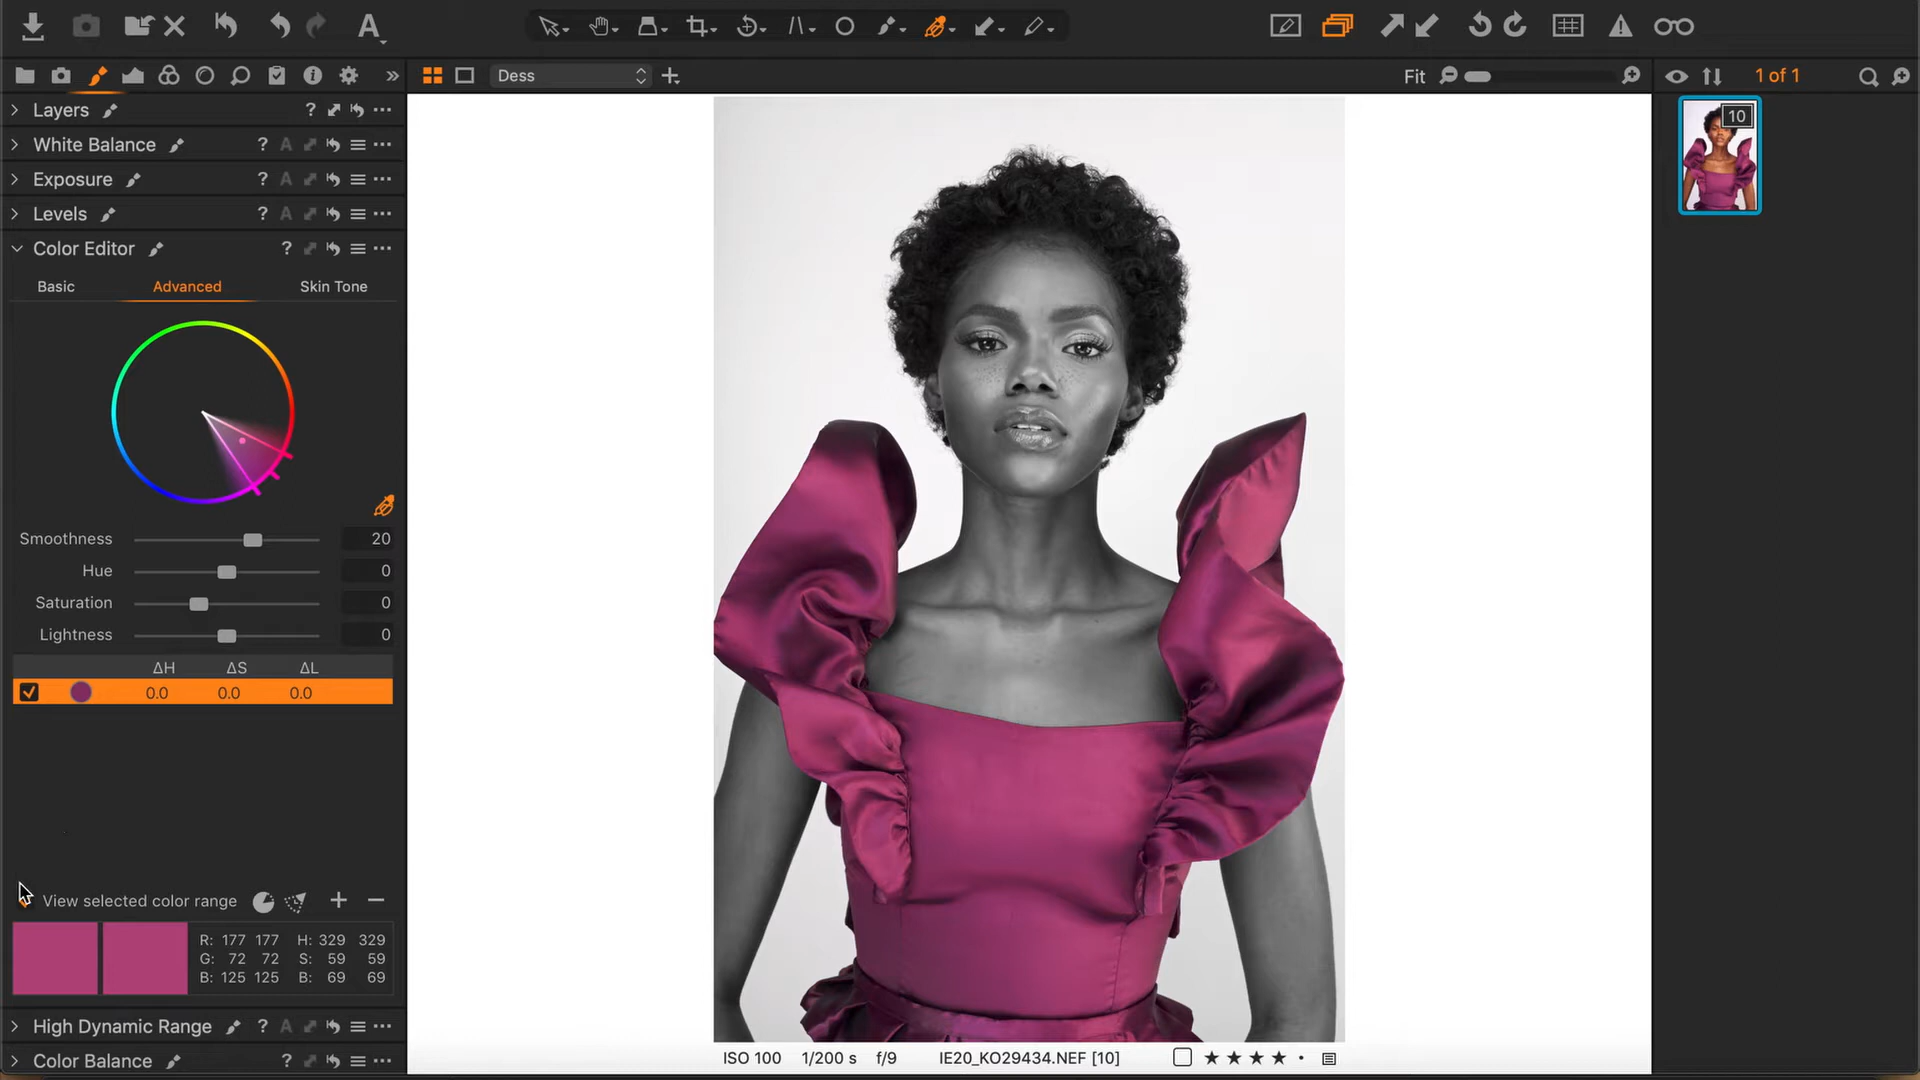 Dess
Fit
1 of 1
10
Layers
?
White Balance
? A
Exposure
? A
Levels
? A
Color Editor
?
Basic Advanced Skin Tone
Smoothness 20
Hue 0
Saturation 0
Lightness 0
ΔH ΔS ΔL
0.0 0.0 0.0
View selected color range
R: 177 177 H: 329 329
G: 72 72 S: 59 59
B: 125 125 B: 69 69
High Dynamic Range
? A
Color Balance
?
ISO 100 1/200 s f/9 IE20_KO29434.NEF [10]